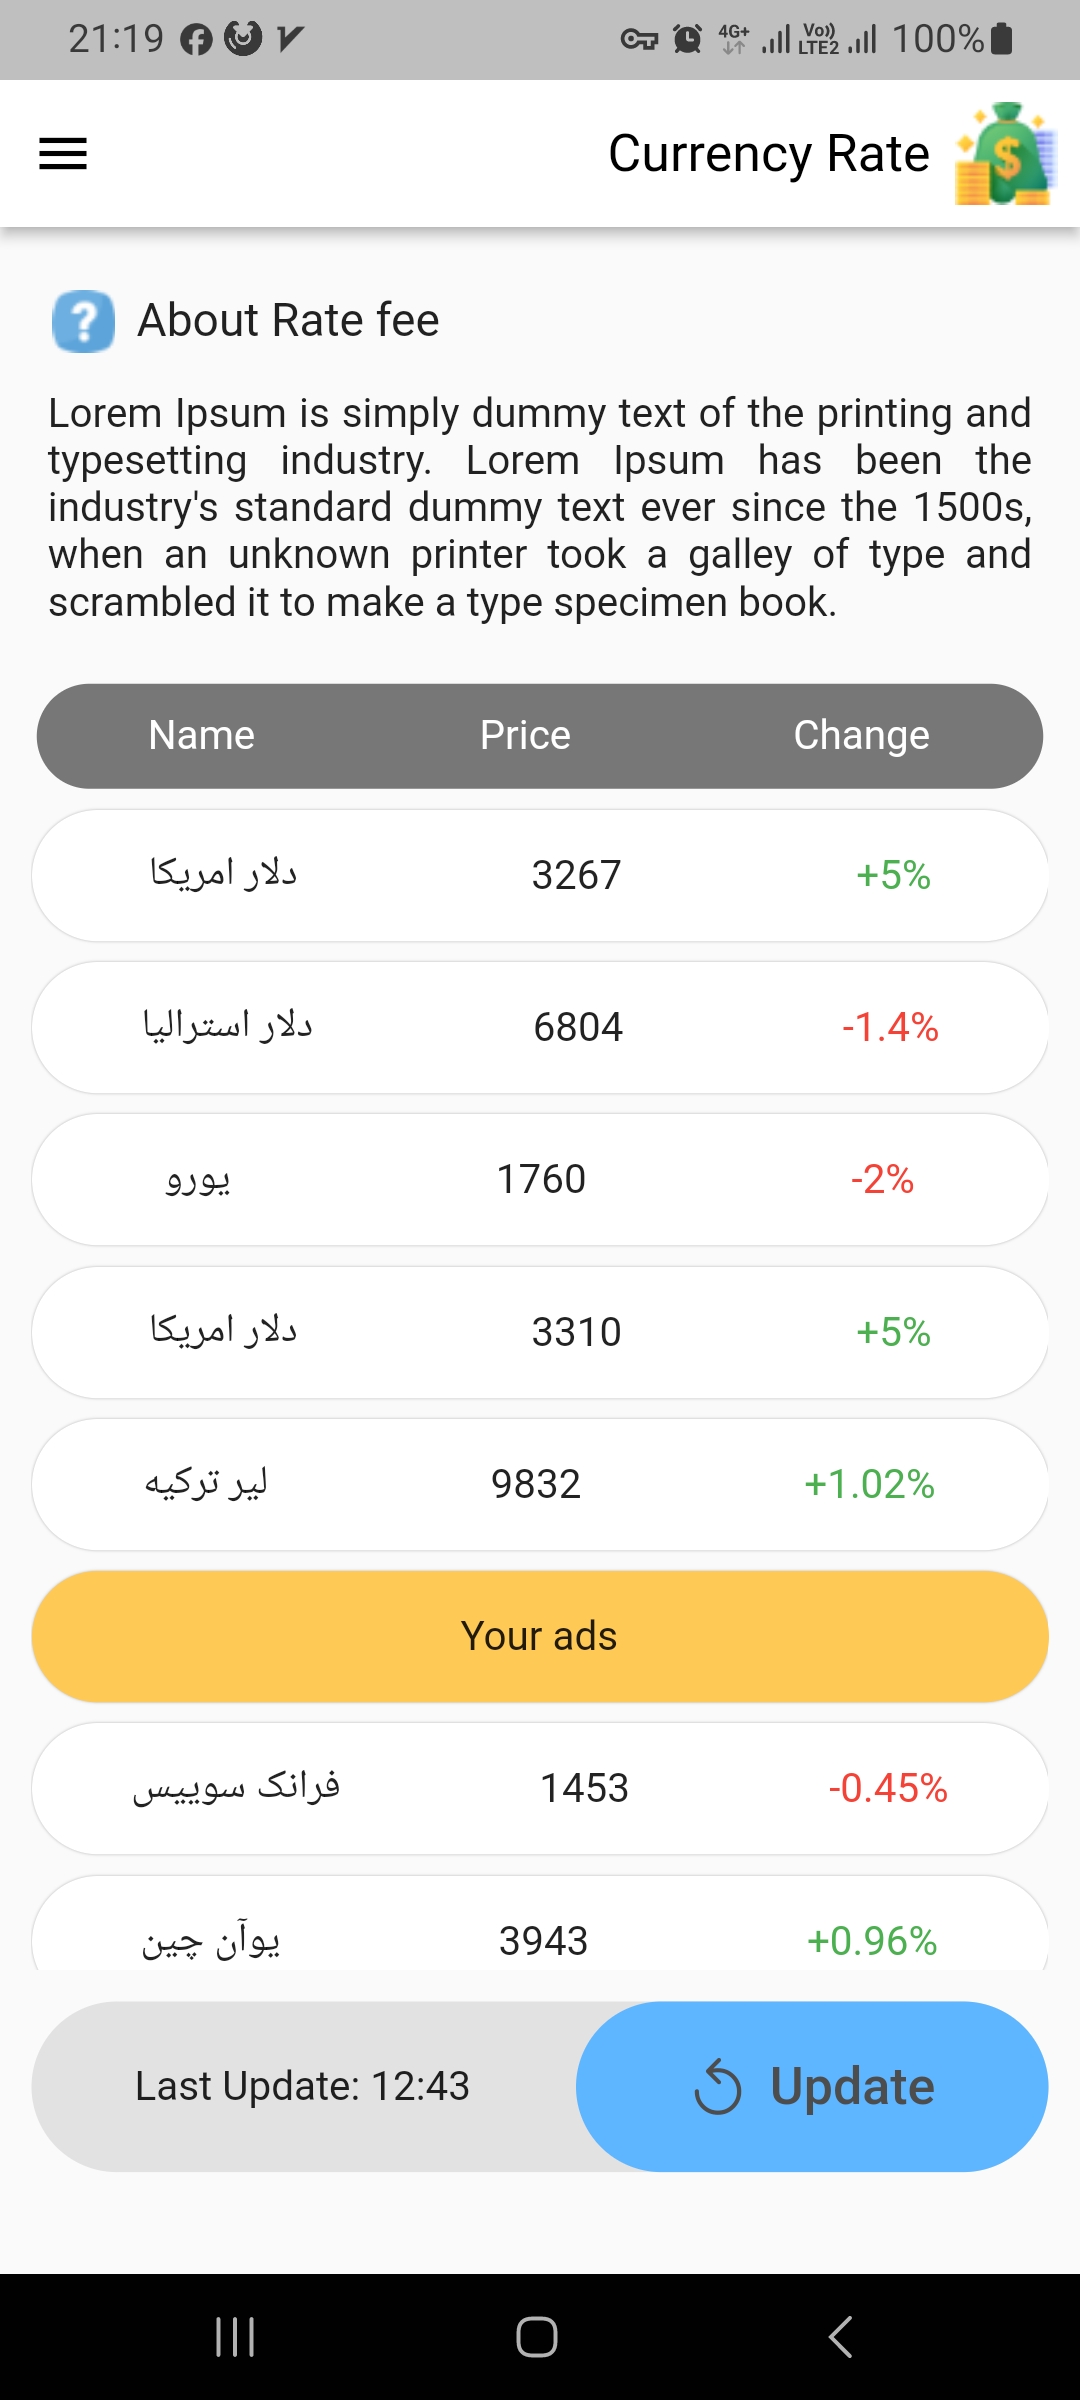 21:19 4G+ Vo)) LTE2 100%
Currency Rate
About Rate fee
Lorem Ipsum is simply dummy text of the printing and
typesetting industry. Lorem Ipsum has been the
industry's standard dummy text ever since the 1500s,
when an unknown printer took a galley of type and
scrambled it to make a type specimen book.
Name Price Change
دلار امریکا 3267 +5%
دلار استرالیا 6804 -1.4%
یورو 1760 -2%
دلار امریکا 3310 +5%
لیر ترکیه 9832 +1.02%
Your ads
فرانک سوییس 1453 -0.45%
یوآن چین 3943 +0.96%
Last Update: 12:43 Update